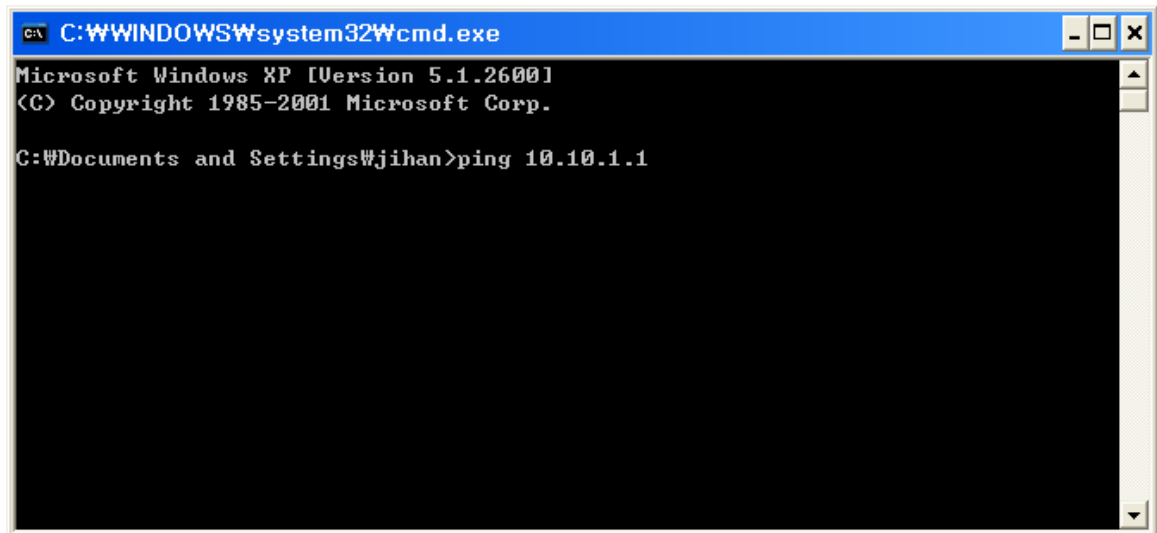 C:₩WINDOWS₩system32₩cmd.exe
Microsoft Windows XP [Version 5.1.2600]
(C) Copyright 1985-2001 Microsoft Corp.
C:₩Documents and Settings₩jihan>ping 10.10.1.1